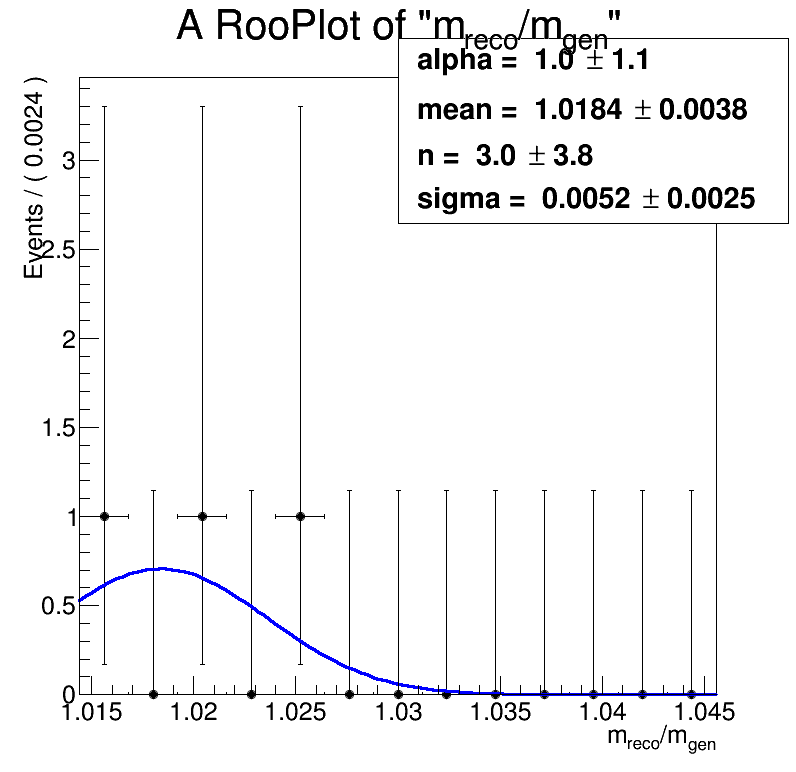 A RooPlot of "m_reco/m_gen"
alpha = 1.0 ± 1.1
mean = 1.0184 ± 0.0038
n = 3.0 ± 3.8
sigma = 0.0052 ± 0.0025
Events / ( 0.0024 )
3
2.5
2
1.5
1
0.5
0
1.015 1.02 1.025 1.03 1.035 1.04 1.045
m_reco/m_gen